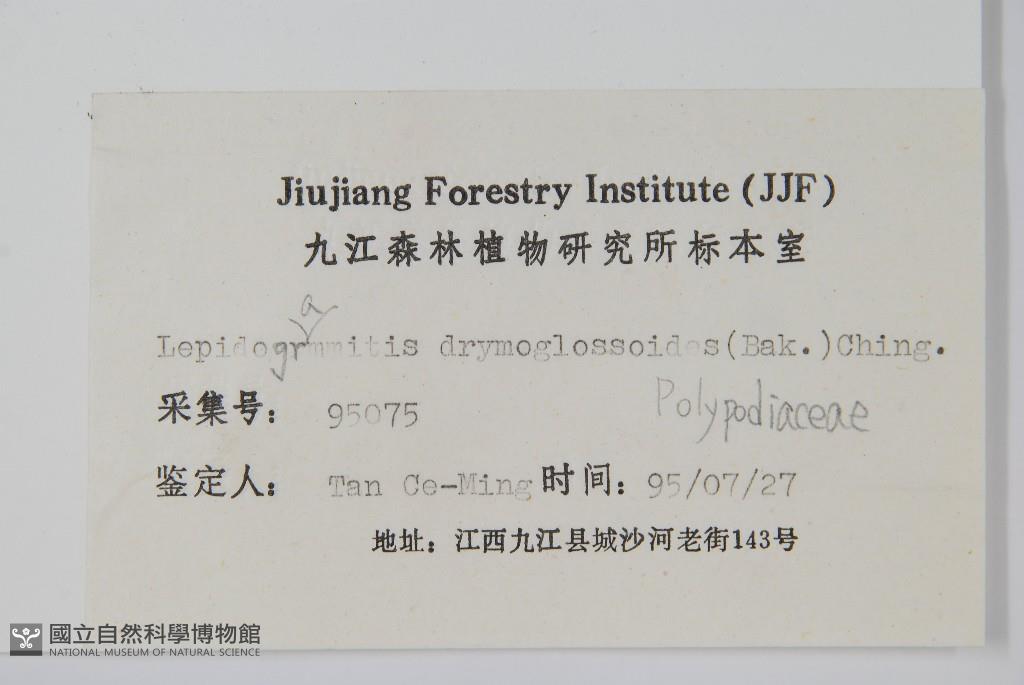 Jiujiang Forestry Institute (JJF)
九江森林植物研究所标本室
a
Lepidogrmmitis drymoglossoides(Bak.)Ching.
采集号： 95075
Polypodiaceae
鉴定人： Tan Ce-Ming 时间： 95/07/27
地址：江西九江县城沙河老街143号
國立自然科學博物館
NATIONAL MUSEUM OF NATURAL SCIENCE